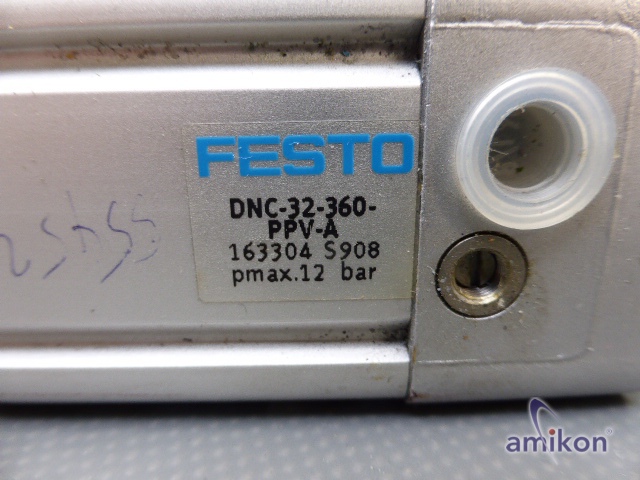 FESTO
DNC-32-360-
PPV-A
163304 S908
pmax.12 bar
amikon